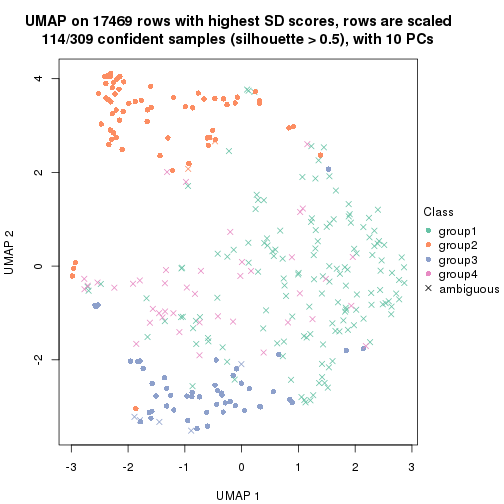 UMAP on 17469 rows with highest SD scores, rows are scaled
114/309 confident samples (silhouette > 0.5), with 10 PCs
4
2
0
-2
UMAP 2
-3
-2
-1
0
1
2
3
UMAP 1
Class
group1
group2
group3
group4
ambiguous